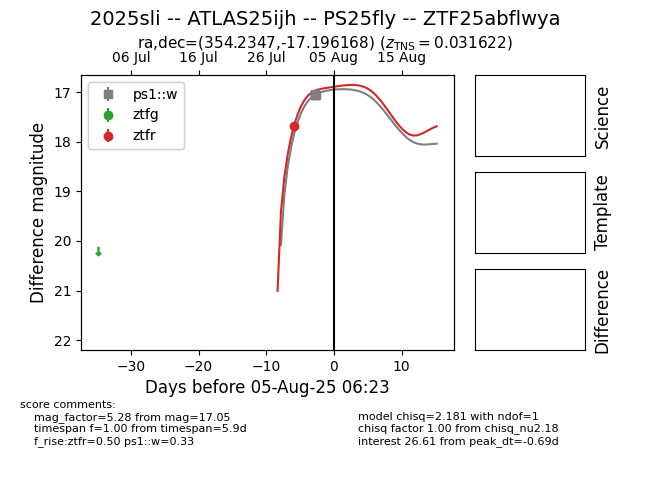 2025sli -- ATLAS25ijh -- PS25fly -- ZTF25abflwya
ra,dec=(354.2347,-17.196168) (zTNS = 0.031622)
06 Jul 16 Jul 26 Jul 05 Aug 15 Aug
ps1::w
ztfg
ztfr
17
18
19
20
21
22
Difference magnitude
−30 −20 −10 0 10
Days before 05-Aug-25 06:23
Science
Template
Difference
score comments:
mag_factor=5.28 from mag=17.05
timespan f=1.00 from timespan=5.9d
f_rise:ztfr=0.50 ps1::w=0.33
model chisq=2.181 with ndof=1
chisq factor 1.00 from chisq_nu2.18
interest 26.61 from peak_dt=-0.69d